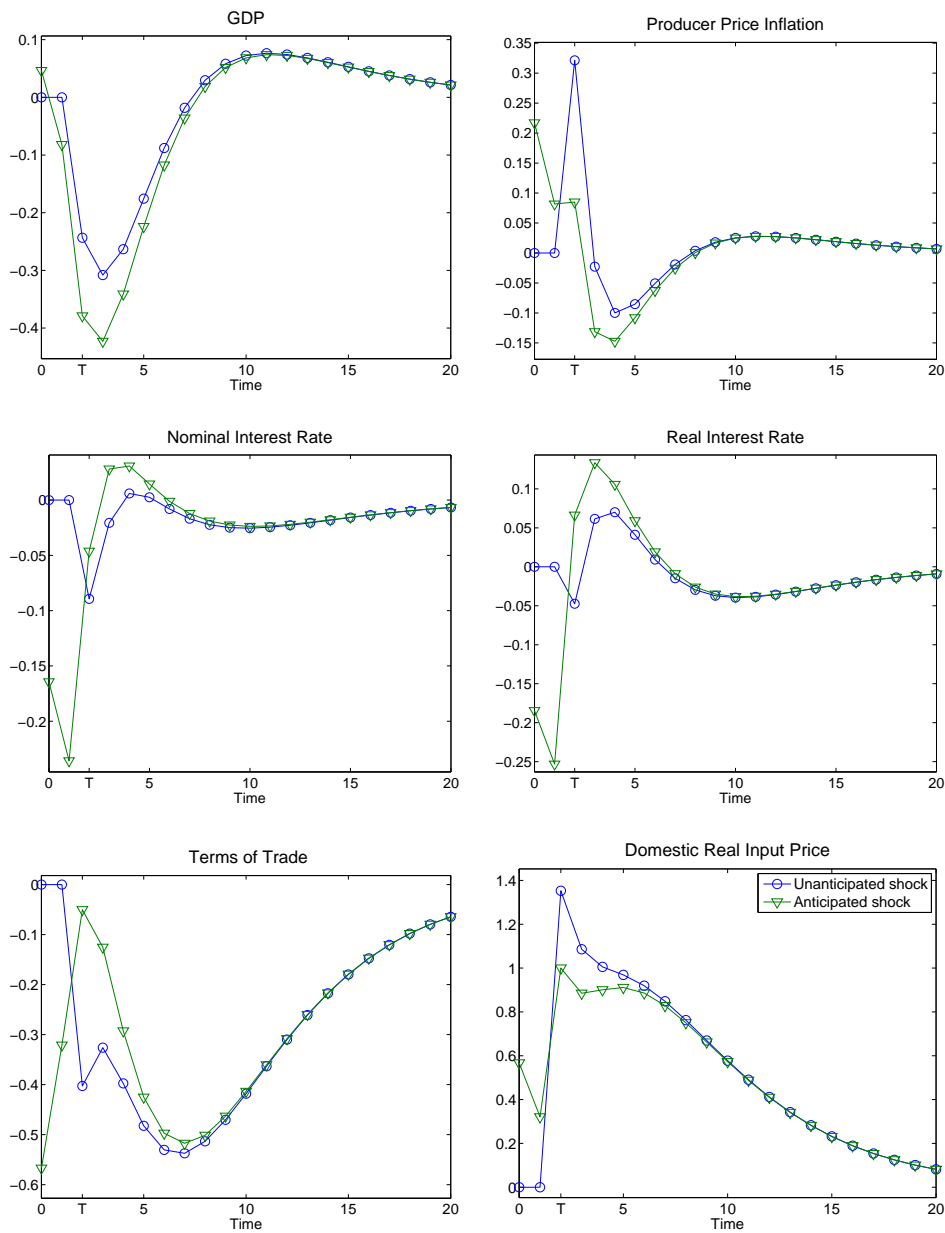 GDP
0.1
0
−0.1
−0.2
−0.3
−0.4
0 T 5 10 15 20
Time
Producer Price Inflation
0.35
0.3
0.25
0.2
0.15
0.1
0.05
0
−0.05
−0.1
−0.15
0 T 5 10 15 20
Time
Nominal Interest Rate
0
−0.05
−0.1
−0.15
−0.2
0 T 5 10 15 20
Time
Real Interest Rate
0.1
0.05
0
−0.05
−0.1
−0.15
−0.2
−0.25
0 T 5 10 15 20
Time
Terms of Trade
0
−0.1
−0.2
−0.3
−0.4
−0.5
−0.6
0 T 5 10 15 20
Time
Domestic Real Input Price
Unanticipated shock
Anticipated shock
1.4
1.2
1
0.8
0.6
0.4
0.2
0
0 T 5 10 15 20
Time